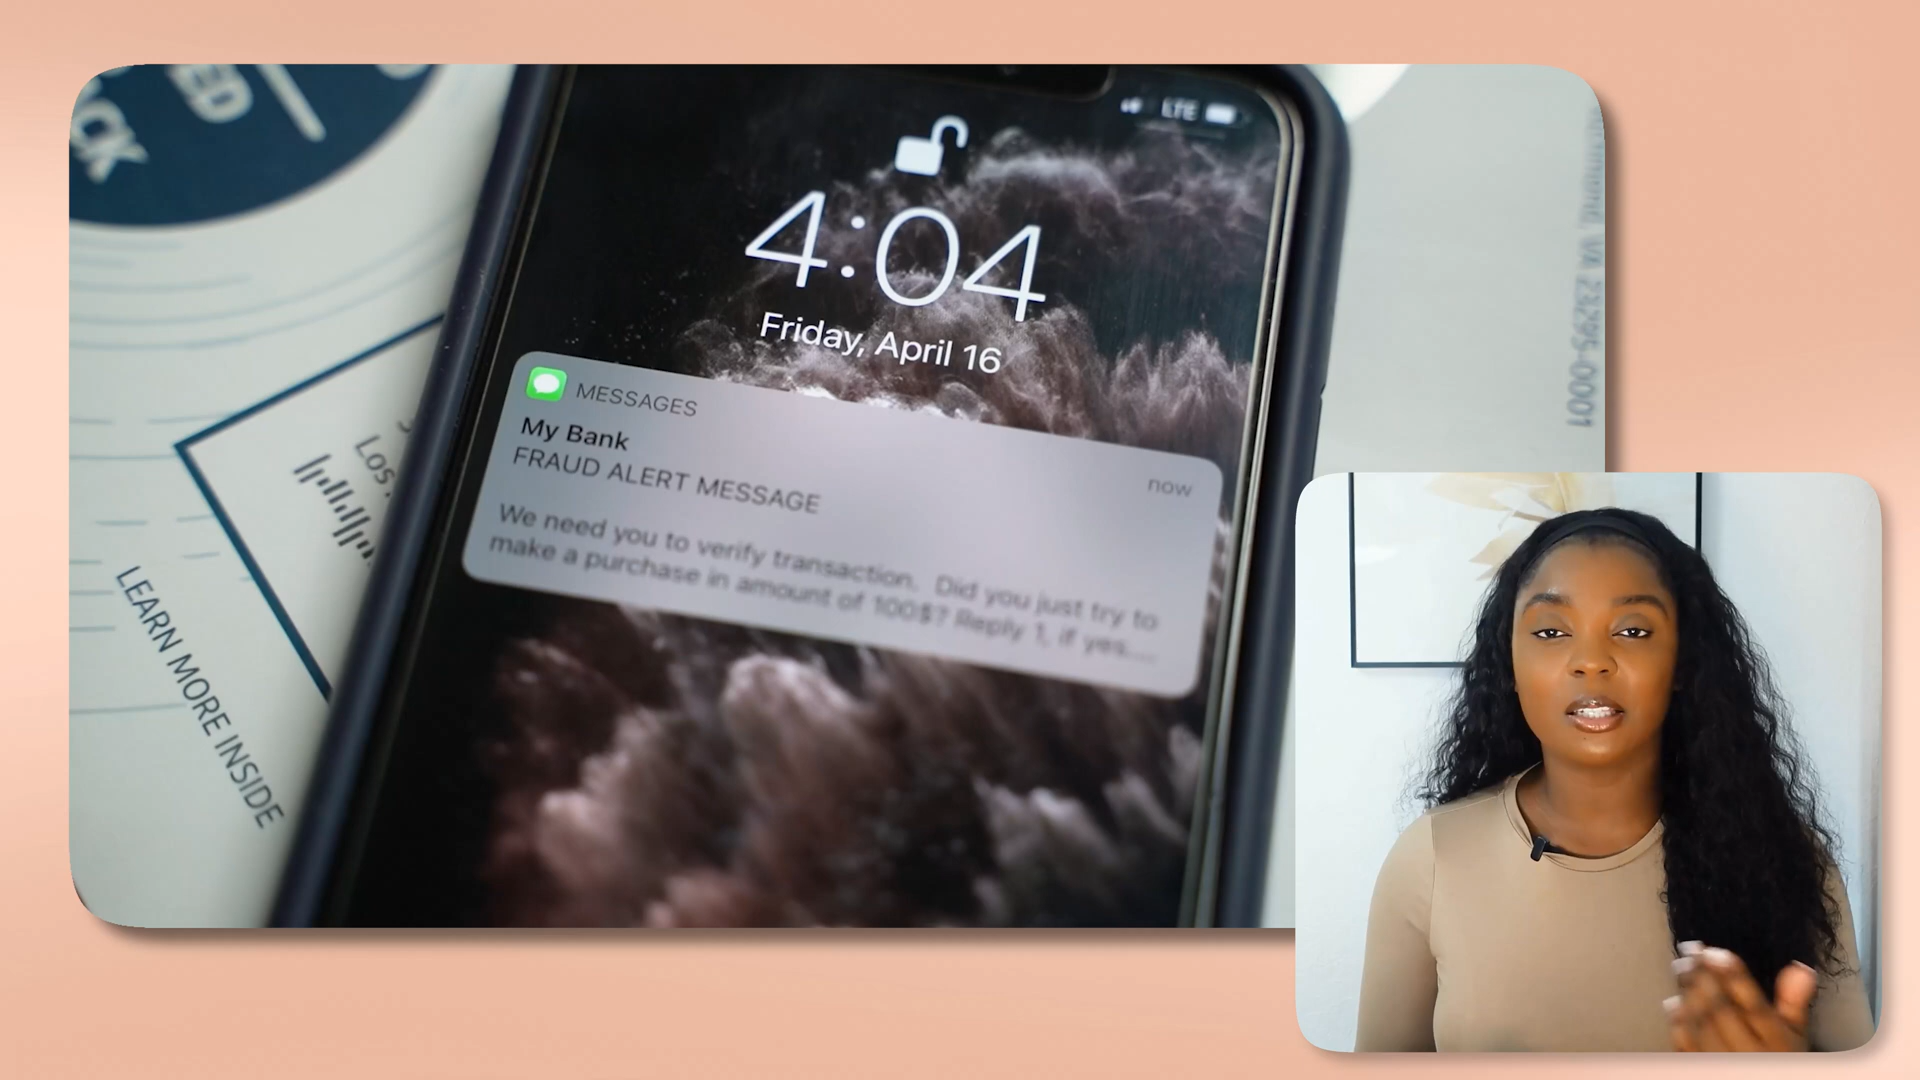 ED
LTE
4:04
Friday, April 16
MESSAGES
My Bank
now
FRAUD ALERT MESSAGE
We need you to verify transaction. Did you just try to
make a purchase in amount of 100$? Reply 1, if yes....
LEARN MORE INSIDE
VA 23295-0001